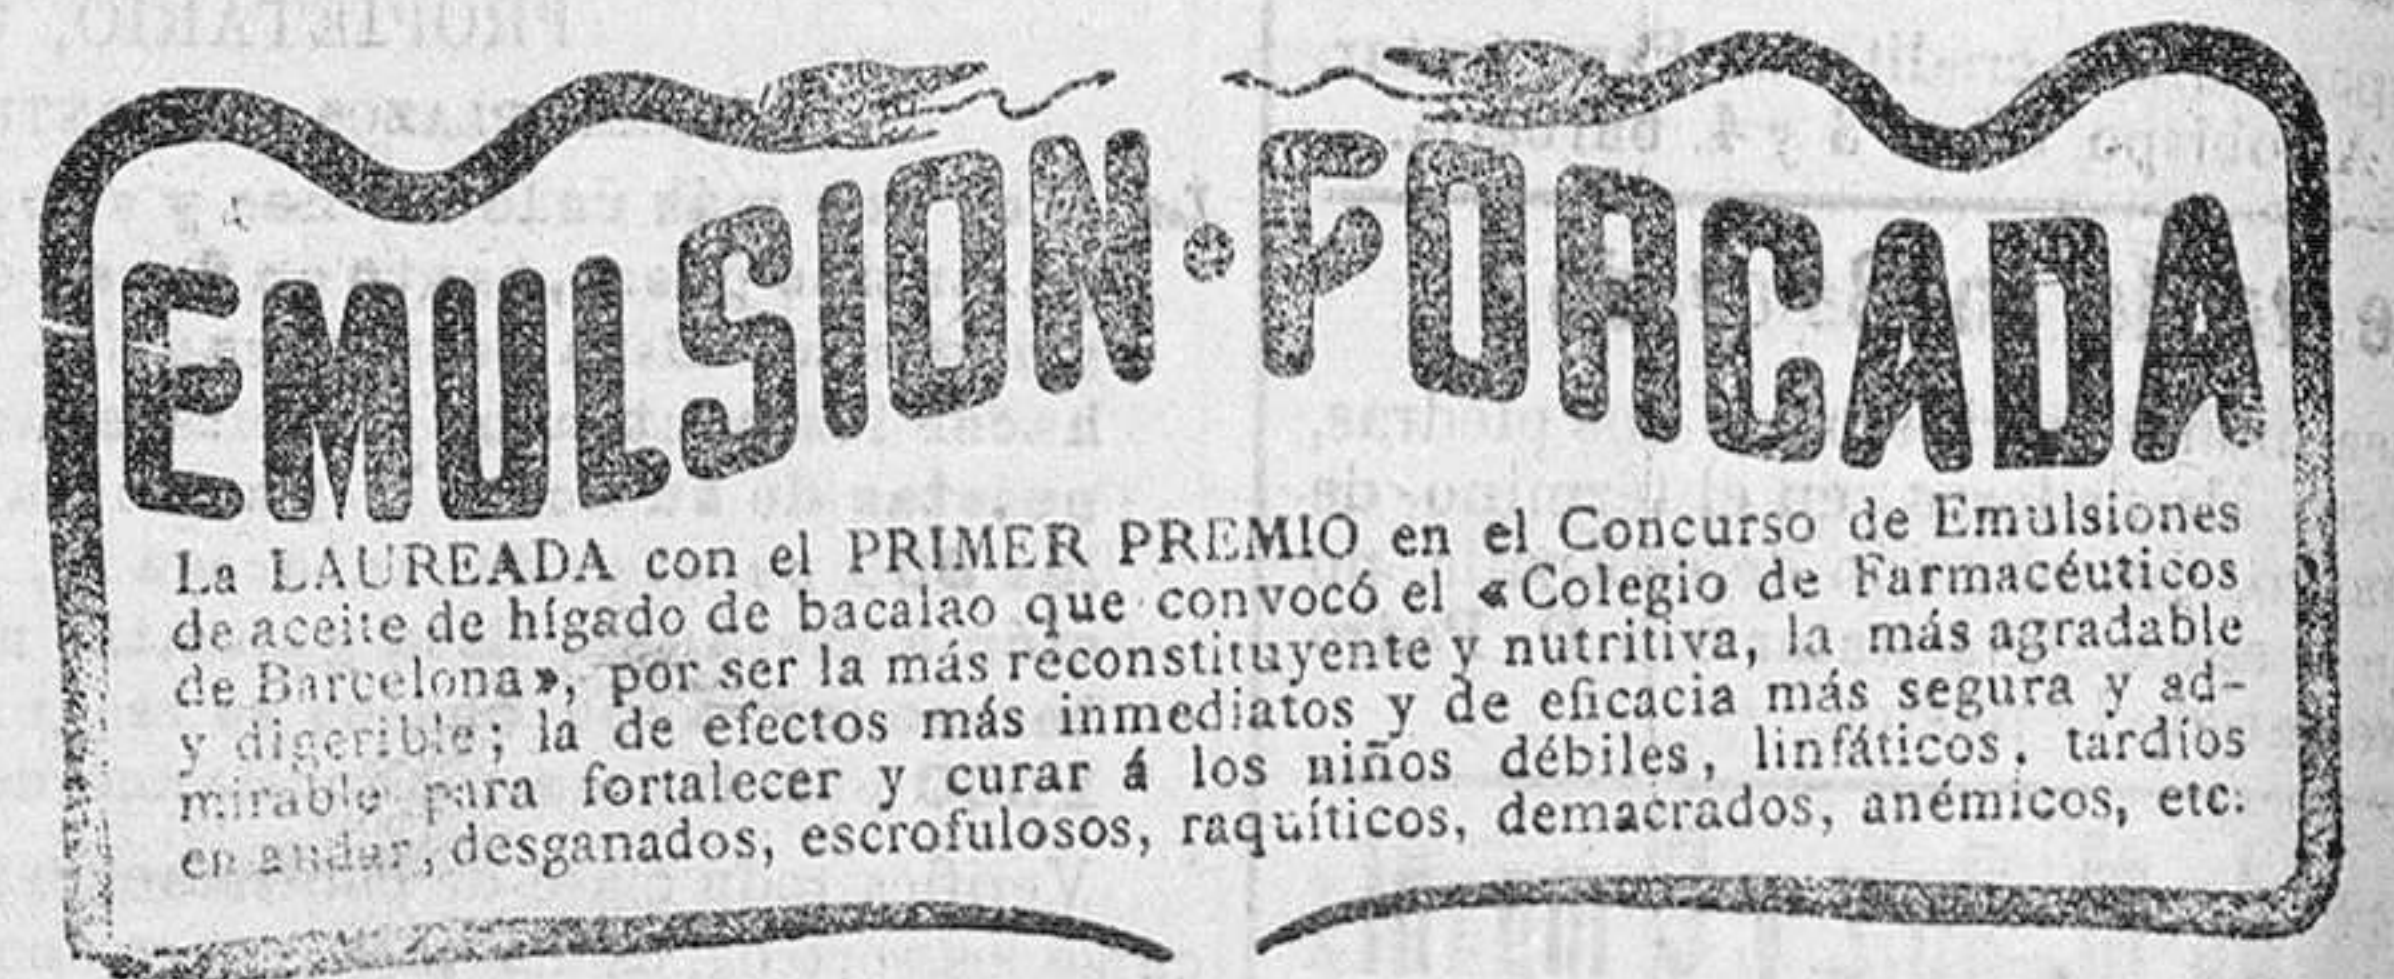 EMULSION · FORCADA
La LAUREADA con el PRIMER PREMIO en el Concurso de Emulsiones
de aceite de hígado de bacalao que convocó el «Colegio de Farmacéuticos
de Barcelona», por ser la más reconstituyente y nutritiva, la más agradable
y digerible; la de efectos más inmediatos y de eficacia más segura y ad-
mirable para fortalecer y curar á los niños débiles, linfáticos, tardíos
en andar, desganados, escrofulosos, raquíticos, demacrados, anémicos, etc.